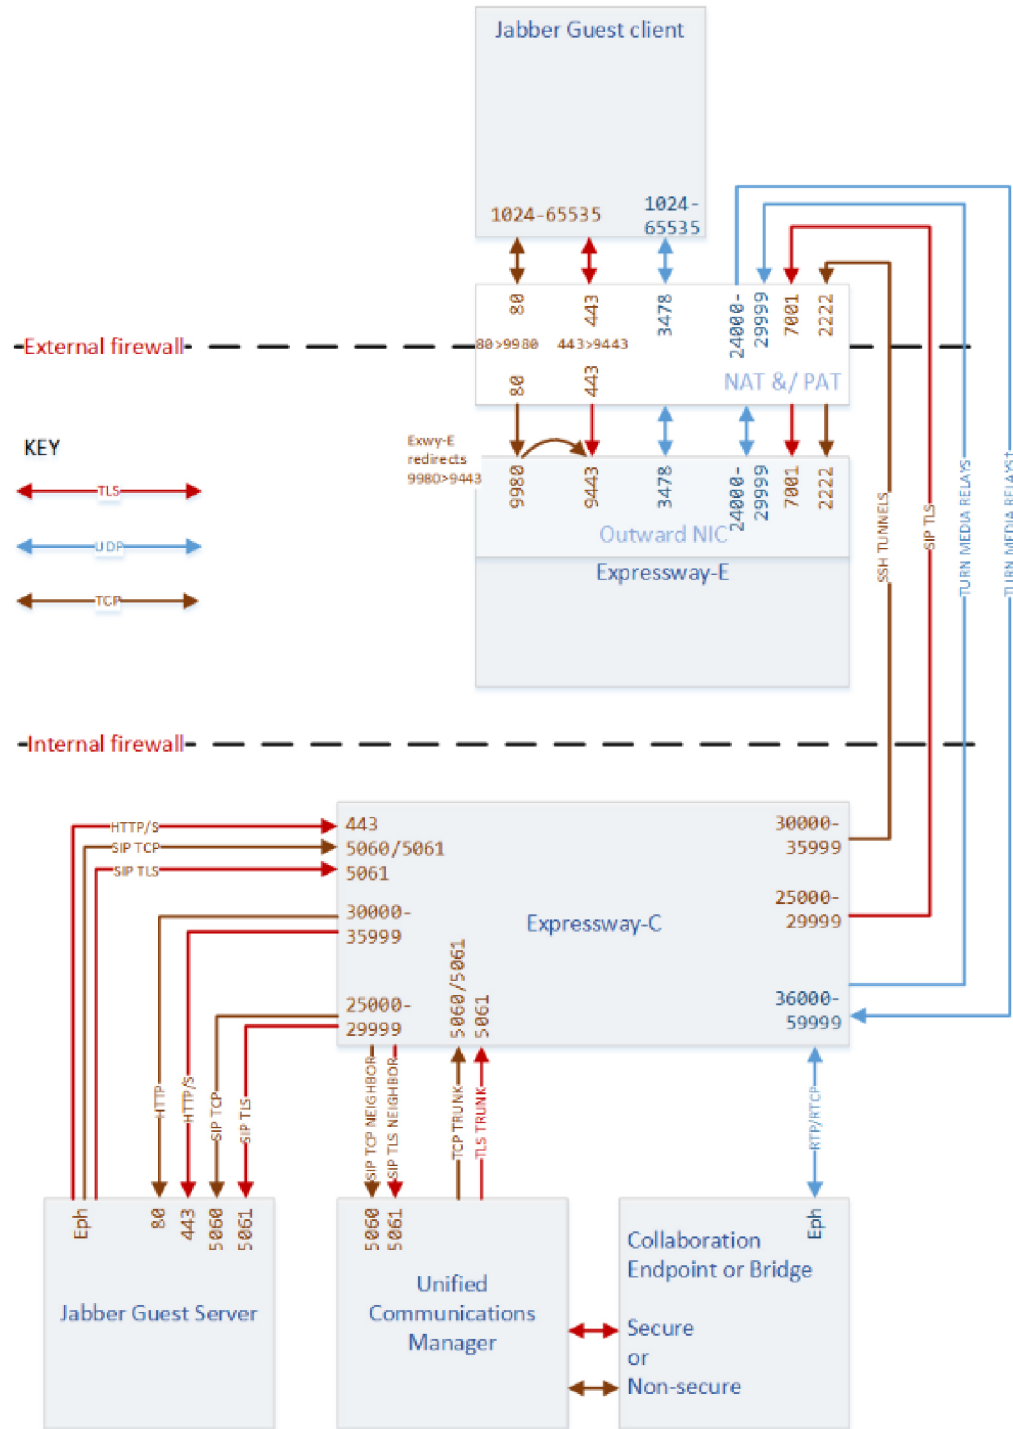 Jabber Guest client
1024-65535
1024-
65535
80
443
3478
24000-
29999
7001
2222
External firewall
80>9980
443>9443
80
443
NAT &/ PAT
KEY
TLS
UDP
TCP
Exwy-E
redirects
9980>9443
9980
9443
3478
24000-
29999
7001
2222
Outward NIC
Expressway-E
SSH TUNNELS
SIP TLS
TURN MEDIA RELAYS
TURN MEDIA RELAYS†
Internal firewall
HTTP/S
SIP TCP
SIP TLS
443
5060/5061
5061
30000-
35999
25000-
29999
5060/5061
5061
Expressway-C
30000-
35999
25000-
29999
36000-
59999
HTTP
HTTP/S
SIP TCP
SIP TLS
SIP TCP NEIGHBOR
SIP TLS NEIGHBOR
TCP TRUNK
TLS TRUNK
RTP/RTCP
Eph
80
443
5060
5061
Jabber Guest Server
5060
5061
Unified
Communications
Manager
Eph
Collaboration
Endpoint or Bridge
Secure
or
Non-secure